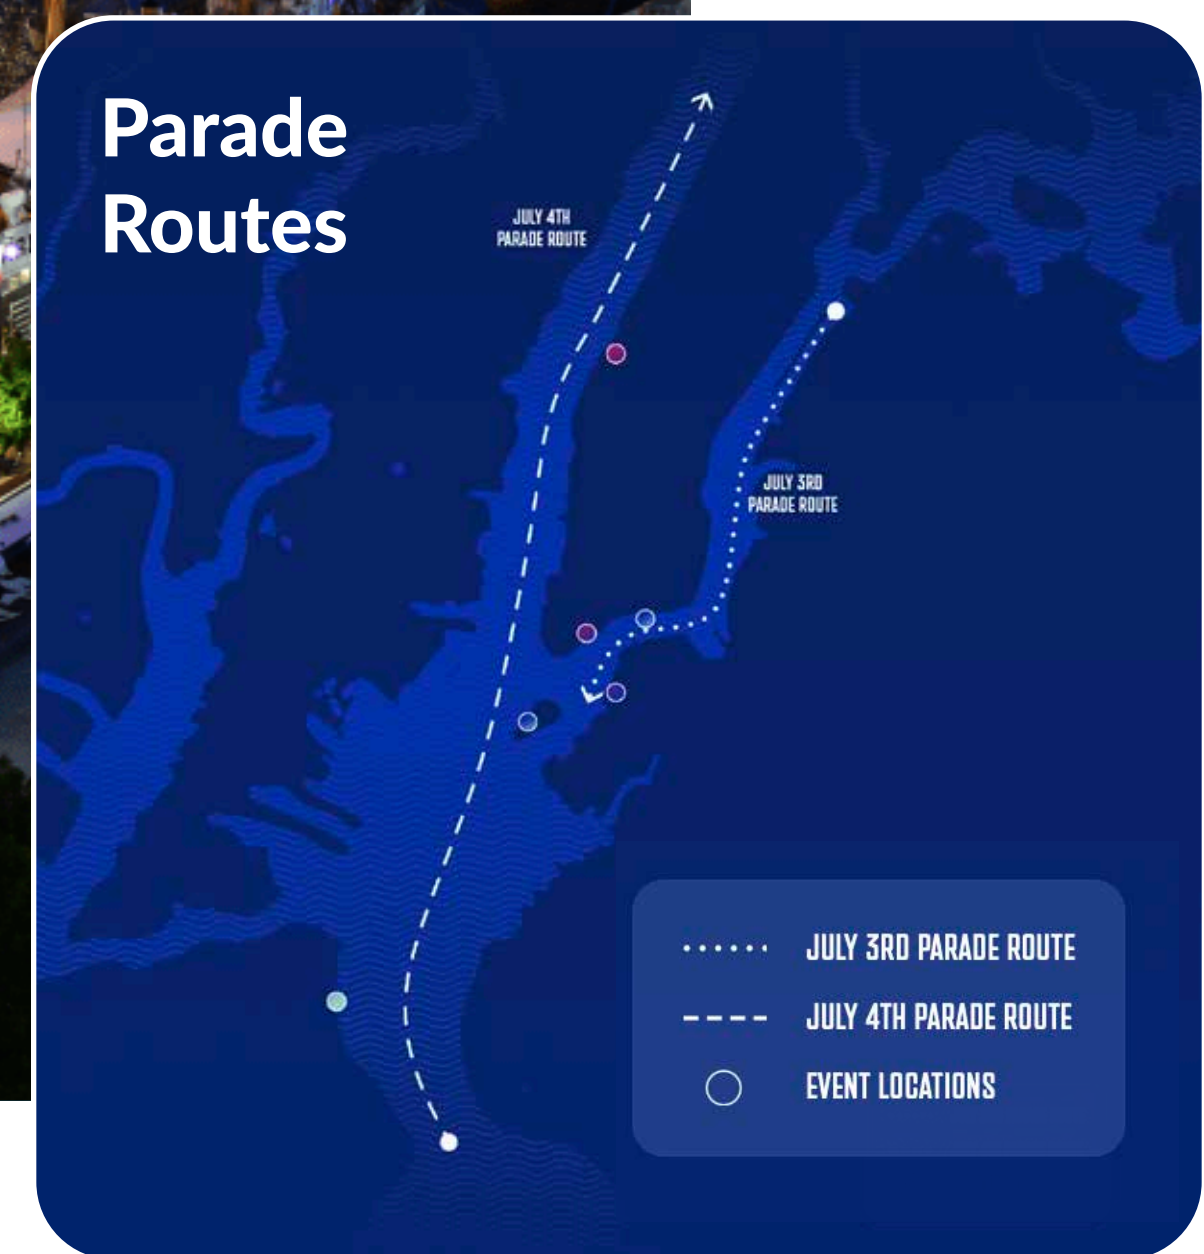 Parade
Routes
JULY 4TH
PARADE ROUTE
JULY 3RD
PARADE ROUTE
JULY 3RD PARADE ROUTE
JULY 4TH PARADE ROUTE
EVENT LOCATIONS